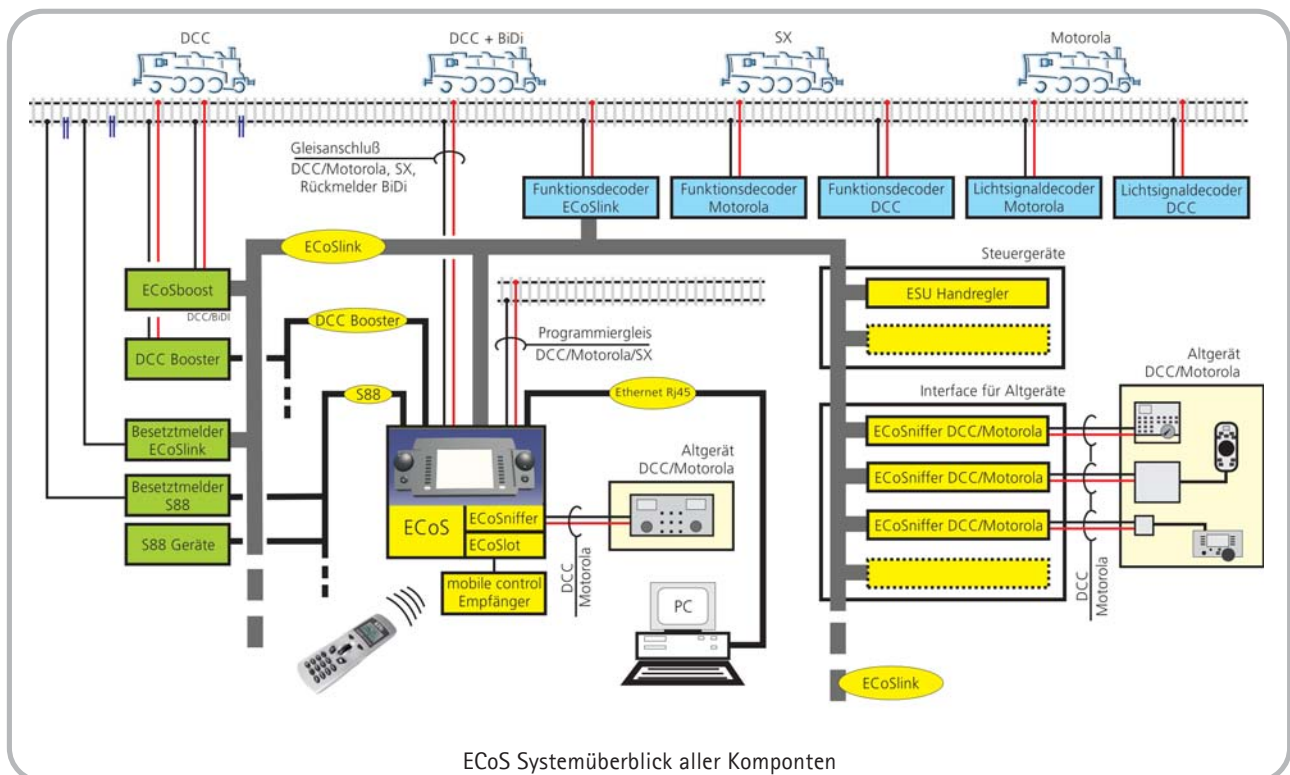 DCC
DCC + BiDi
SX
Motorola
Gleisanschluß
DCC/Motorola, SX,
Rückmelder BiDi
Funktionsdecoder
ECoSlink
Funktionsdecoder
Motorola
Funktionsdecoder
DCC
Lichtsignaldecoder
Motorola
Lichtsignaldecoder
DCC
ECoSlink
Steuergeräte
ECoSboost
DCC/BiDI
ESU Handregler
DCC Booster
DCC Booster
Programmiergleis
DCC/Motorola/SX
Altgerät
DCC/Motorola
S88
Ethernet Rj45
Interface für Altgeräte
Besetztmelder
ECoSlink
ECoSniffer DCC/Motorola
Altgerät
DCC/Motorola
Besetztmelder
S88
ECoSniffer DCC/Motorola
ECoS
ECoSniffer
ECoSlot
ECoSniffer DCC/Motorola
S88 Geräte
mobile control
Empfänger
DCC
Motorola
DCC
Motorola
PC
ECoSlink
ECoS Systemüberblick aller Komponten